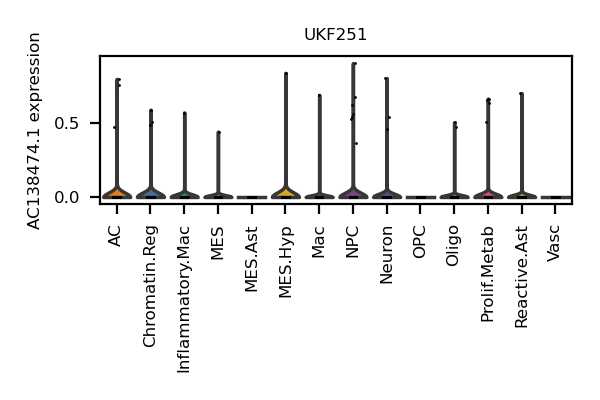 UKF251
AC138474.1 expression
0.5
0.0
AC
Chromatin.Reg
Inflammatory.Mac
MES
MES.Ast
MES.Hyp
Mac
NPC
Neuron
OPC
Oligo
Prolif.Metab
Reactive.Ast
Vasc